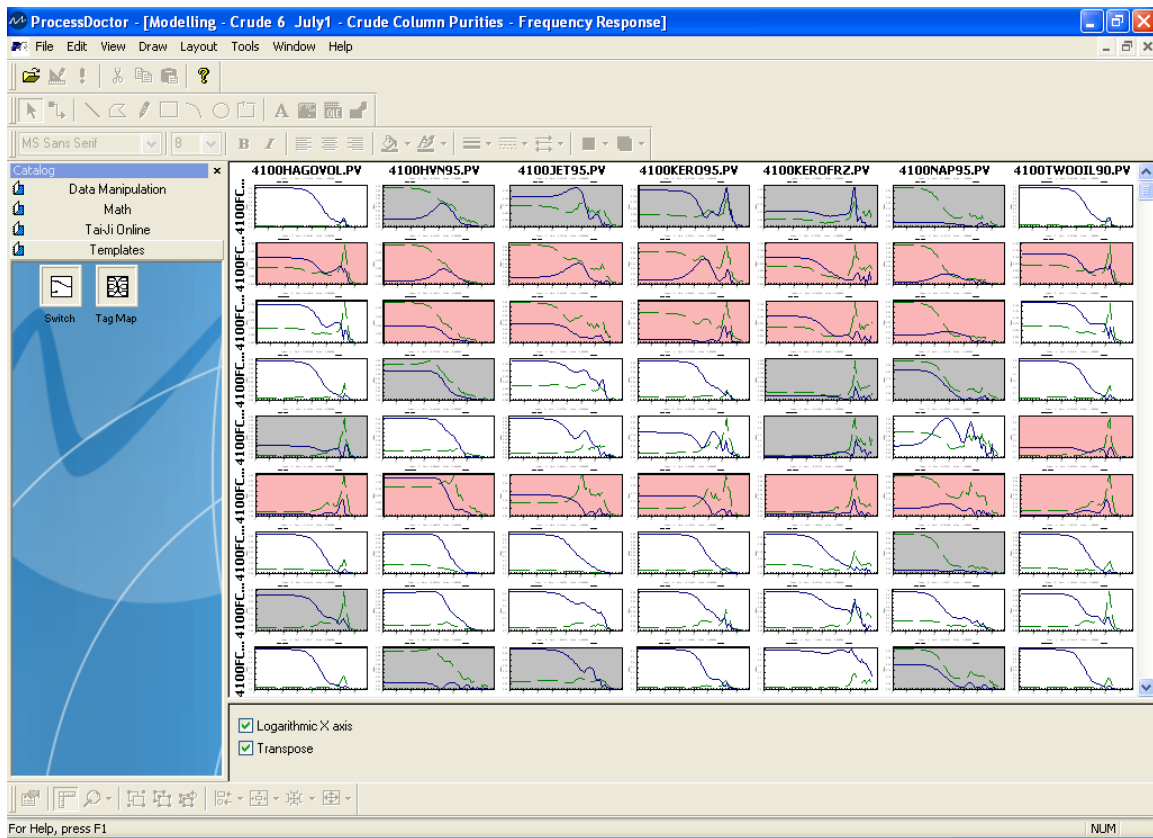 ProcessDoctor - [Modelling - Crude 6 July1 - Crude Column Purities - Frequency Response]
File Edit View Draw Layout Tools Window Help
MS Sans Serif 8 B I
Catalog
Data Manipulation
Math
Tai-Ji Online
Templates
Switch Tag Map
4100HAGOVOL.PV 4100HVN95.PV 4100JET95.PV 4100KERO95.PV 4100KEROFRZ.PV 4100NAP95.PV 4100TWOOIL90.PV
4100FC...
4100FC...
4100FC...
4100FC...
4100FC...
4100FC...
4100FC...
4100FC...
4100FC...
Logarithmic X axis
Transpose
For Help, press F1 NUM